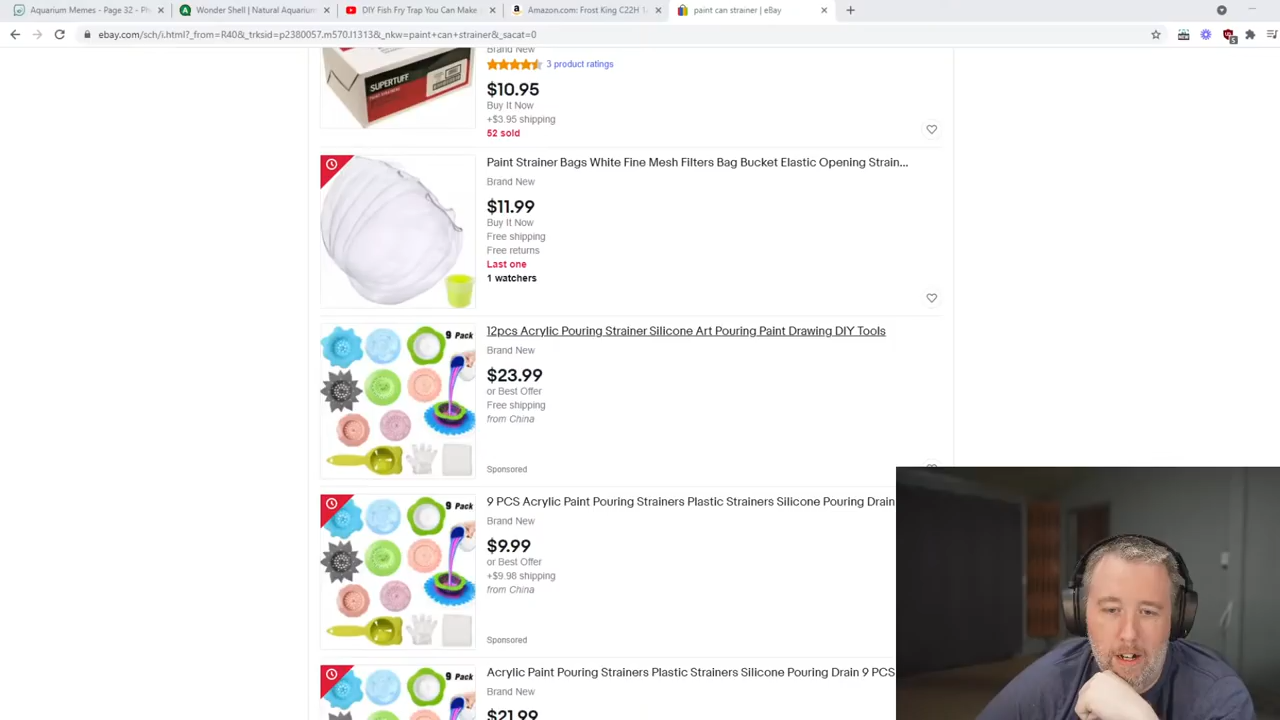 Aquarium Memes - Page 32 - Ph
Wonder Shell | Natural Aquarium
DIY Fish Fry Trap You Can Make
Amazon.com: Frost King C22H 1
paint can strainer | eBay
ebay.com/sch/i.html?_from=R40&_trksid=p2380057.m570.l1313&_nkw=paint+can+strainer&_sacat=0
5
SUPERTUFF
Brand New
3 product ratings
$10.95
Buy It Now
+$3.95 shipping
52 sold
Paint Strainer Bags White Fine Mesh Filters Bag Bucket Elastic Opening Strain...
Brand New
$11.99
Buy It Now
Free shipping
Free returns
Last one
1 watchers
9 Pack
12pcs Acrylic Pouring Strainer Silicone Art Pouring Paint Drawing DIY Tools
Brand New
$23.99
or Best Offer
Free shipping
from China
Sponsored
9 Pack
9 PCS Acrylic Paint Pouring Strainers Plastic Strainers Silicone Pouring Drain
Brand New
$9.99
or Best Offer
+$9.98 shipping
from China
Sponsored
9 Pack
Acrylic Paint Pouring Strainers Plastic Strainers Silicone Pouring Drain 9 PCS
Brand New
$21.99